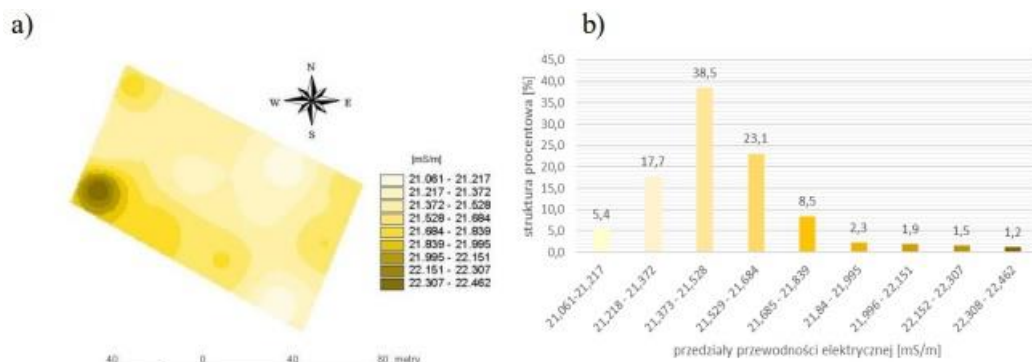 a)
N
W E
S
[mS/m]
21.061 - 21.217
21.217 - 21.372
21.372 - 21.528
21.528 - 21.684
21.684 - 21.839
21.839 - 21.995
21.995 - 22.151
22.151 - 22.307
22.307 - 22.462
40 0 40 80 metry
b)
struktura procentowa [%]
45,0
40,0
35,0
30,0
25,0
20,0
15,0
10,0
5,0
0,0
5,4
17,7
38,5
23,1
8,5
2,3
1,9
1,5
1,2
21,061-21,217
21,218 - 21,372
21,373 - 21,528
21,529 - 21,684
21,685 - 21,839
21,84 - 21,995
21,996 - 22,151
22,152 - 22,307
22,308 - 22,462
przedziały przewodności elektrycznej [mS/m]